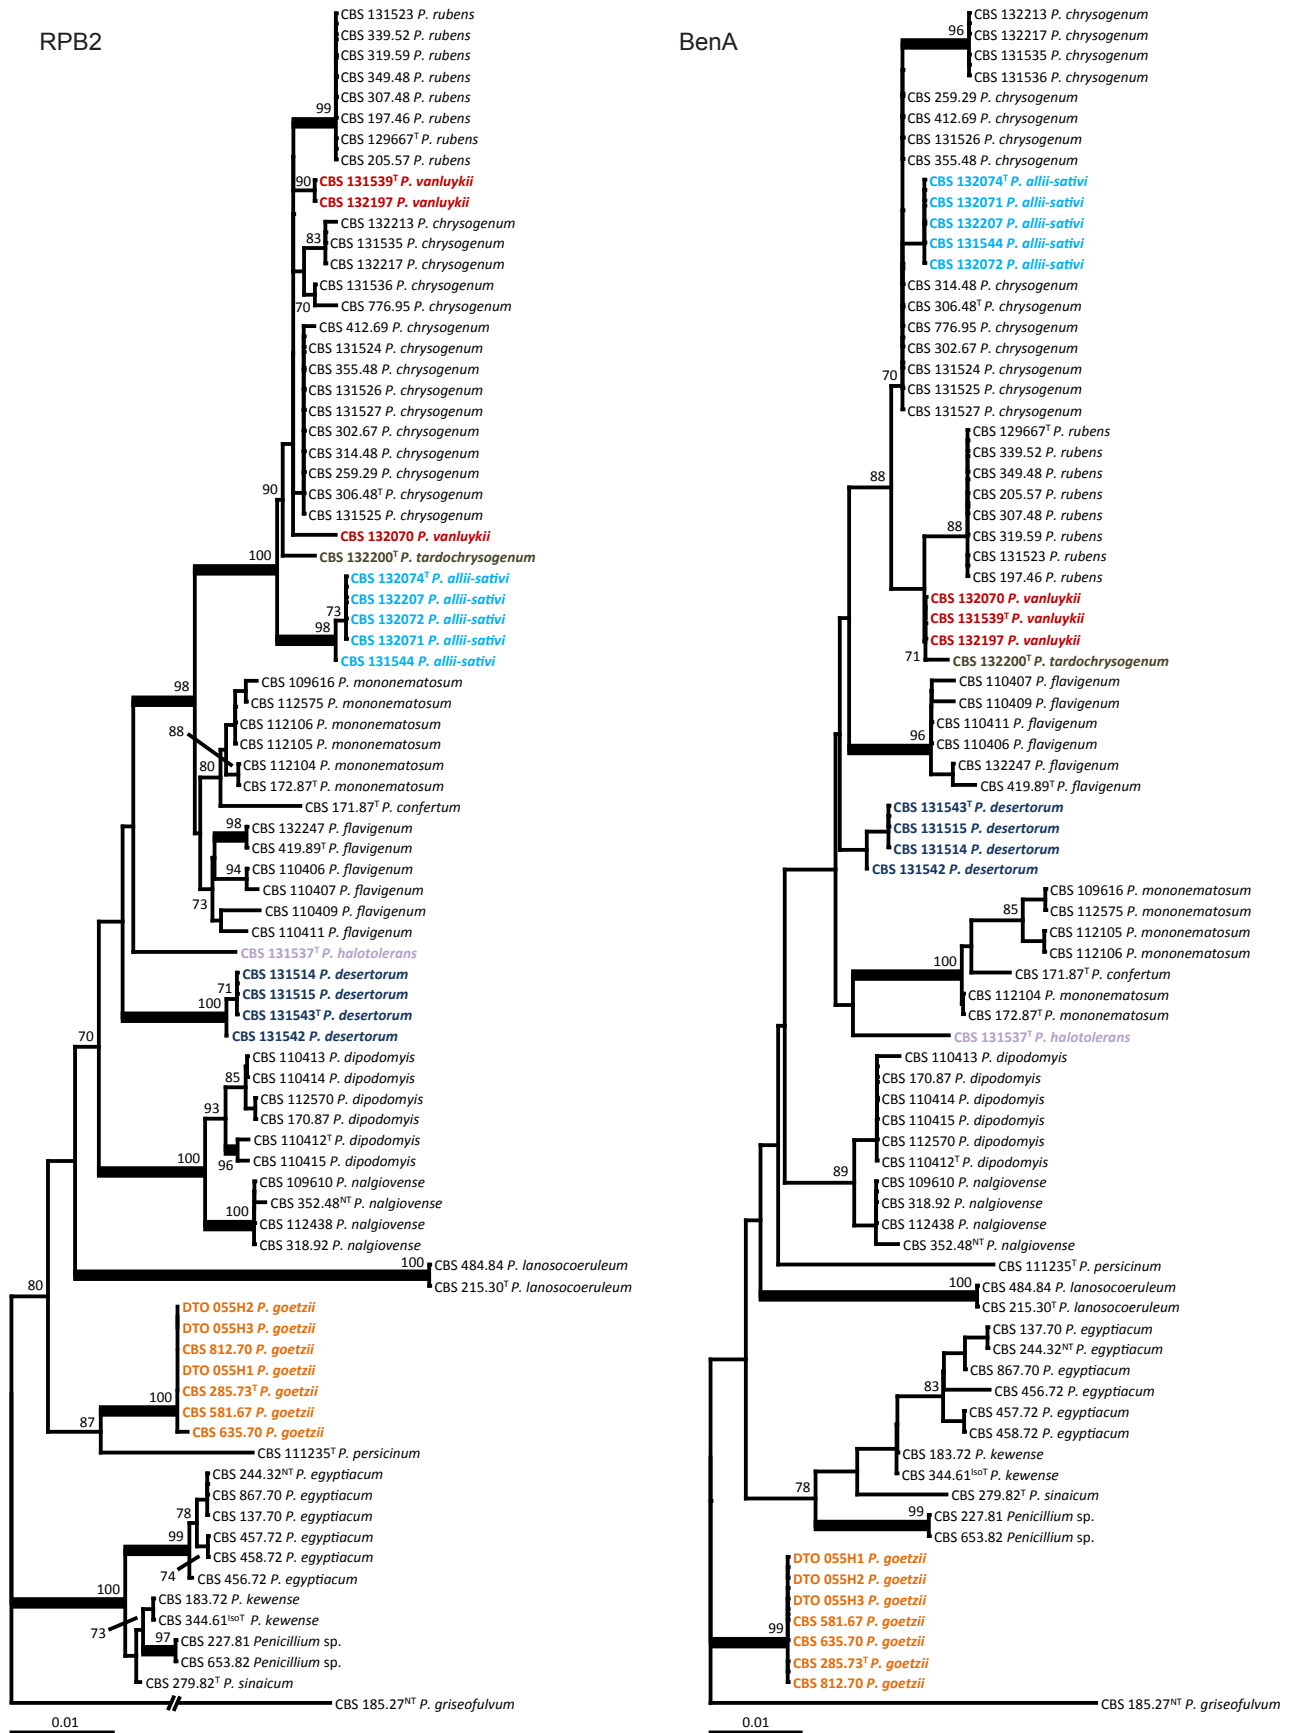 RPB2
CBS 131523 P. rubens
CBS 339.52 P. rubens
CBS 319.59 P. rubens
CBS 349.48 P. rubens
CBS 307.48 P. rubens
CBS 197.46 P. rubens
99
CBS 129667ᵀ P. rubens
CBS 205.57 P. rubens
90
CBS 131539ᵀ P. vanluykii
CBS 132197 P. vanluykii
CBS 132213 P. chrysogenum
83
CBS 131535 P. chrysogenum
CBS 132217 P. chrysogenum
CBS 131536 P. chrysogenum
70
CBS 776.95 P. chrysogenum
CBS 412.69 P. chrysogenum
CBS 131524 P. chrysogenum
CBS 355.48 P. chrysogenum
CBS 131526 P. chrysogenum
CBS 131527 P. chrysogenum
CBS 302.67 P. chrysogenum
CBS 314.48 P. chrysogenum
CBS 259.29 P. chrysogenum
90
CBS 306.48ᵀ P. chrysogenum
CBS 131525 P. chrysogenum
CBS 132070 P. vanluykii
100
CBS 132200ᵀ P. tardochrysogenum
CBS 132074ᵀ P. allii-sativi
CBS 132207 P. allii-sativi
73
CBS 132072 P. allii-sativi
98
CBS 132071 P. allii-sativi
CBS 131544 P. allii-sativi
98
CBS 109616 P. mononematosum
CBS 112575 P. mononematosum
CBS 112106 P. mononematosum
88
CBS 112105 P. mononematosum
80
CBS 112104 P. mononematosum
CBS 172.87ᵀ P. mononematosum
CBS 171.87ᵀ P. confertum
98
CBS 132247 P. flavigenum
CBS 419.89ᵀ P. flavigenum
94
CBS 110406 P. flavigenum
CBS 110407 P. flavigenum
73
CBS 110409 P. flavigenum
CBS 110411 P. flavigenum
CBS 131537ᵀ P. halotolerans
CBS 131514 P. desertorum
71
CBS 131515 P. desertorum
100
CBS 131543ᵀ P. desertorum
CBS 131542 P. desertorum
70
CBS 110413 P. dipodomyis
85
CBS 110414 P. dipodomyis
CBS 112570 P. dipodomyis
93
CBS 170.87 P. dipodomyis
CBS 110412ᵀ P. dipodomyis
100
96
CBS 110415 P. dipodomyis
CBS 109610 P. nalgiovense
CBS 352.48ᴺᵀ P. nalgiovense
100
CBS 112438 P. nalgiovense
CBS 318.92 P. nalgiovense
100
CBS 484.84 P. lanosocoeruleum
CBS 215.30ᵀ P. lanosocoeruleum
80
DTO 055H2 P. goetzii
DTO 055H3 P. goetzii
CBS 812.70 P. goetzii
DTO 055H1 P. goetzii
100
CBS 285.73ᵀ P. goetzii
CBS 581.67 P. goetzii
87
CBS 635.70 P. goetzii
CBS 111235ᵀ P. persicinum
CBS 244.32ᴺᵀ P. egyptiacum
CBS 867.70 P. egyptiacum
78
CBS 137.70 P. egyptiacum
99
CBS 457.72 P. egyptiacum
CBS 458.72 P. egyptiacum
74
CBS 456.72 P. egyptiacum
100
CBS 183.72 P. kewense
CBS 344.61ᴵˢᵒᵀ P. kewense
73
97
CBS 227.81 Penicillium sp.
CBS 653.82 Penicillium sp.
CBS 279.82ᵀ P. sinaicum
CBS 185.27ᴺᵀ P. griseofulvum
0.01
BenA
CBS 132213 P. chrysogenum
96
CBS 132217 P. chrysogenum
CBS 131535 P. chrysogenum
CBS 131536 P. chrysogenum
CBS 259.29 P. chrysogenum
CBS 412.69 P. chrysogenum
CBS 131526 P. chrysogenum
CBS 355.48 P. chrysogenum
CBS 132074ᵀ P. allii-sativi
CBS 132071 P. allii-sativi
CBS 132207 P. allii-sativi
CBS 131544 P. allii-sativi
CBS 132072 P. allii-sativi
CBS 314.48 P. chrysogenum
CBS 306.48ᵀ P. chrysogenum
CBS 776.95 P. chrysogenum
CBS 302.67 P. chrysogenum
70
CBS 131524 P. chrysogenum
CBS 131525 P. chrysogenum
CBS 131527 P. chrysogenum
CBS 129667ᵀ P. rubens
CBS 339.52 P. rubens
88
CBS 349.48 P. rubens
CBS 205.57 P. rubens
CBS 307.48 P. rubens
88
CBS 319.59 P. rubens
CBS 131523 P. rubens
CBS 197.46 P. rubens
CBS 132070 P. vanluykii
CBS 131539ᵀ P. vanluykii
CBS 132197 P. vanluykii
71
CBS 132200ᵀ P. tardochrysogenum
CBS 110407 P. flavigenum
CBS 110409 P. flavigenum
CBS 110411 P. flavigenum
96
CBS 110406 P. flavigenum
CBS 132247 P. flavigenum
CBS 419.89ᵀ P. flavigenum
CBS 131543ᵀ P. desertorum
CBS 131515 P. desertorum
CBS 131514 P. desertorum
CBS 131542 P. desertorum
CBS 109616 P. mononematosum
85
CBS 112575 P. mononematosum
CBS 112105 P. mononematosum
CBS 112106 P. mononematosum
100
CBS 171.87ᵀ P. confertum
CBS 112104 P. mononematosum
CBS 172.87ᵀ P. mononematosum
CBS 131537ᵀ P. halotolerans
CBS 110413 P. dipodomyis
CBS 170.87 P. dipodomyis
CBS 110414 P. dipodomyis
CBS 110415 P. dipodomyis
CBS 112570 P. dipodomyis
CBS 110412ᵀ P. dipodomyis
89
CBS 109610 P. nalgiovense
CBS 318.92 P. nalgiovense
CBS 112438 P. nalgiovense
CBS 352.48ᴺᵀ P. nalgiovense
CBS 111235ᵀ P. persicinum
100
CBS 484.84 P. lanosocoeruleum
CBS 215.30ᵀ P. lanosocoeruleum
CBS 137.70 P. egyptiacum
CBS 244.32ᴺᵀ P. egyptiacum
CBS 867.70 P. egyptiacum
83
CBS 456.72 P. egyptiacum
CBS 457.72 P. egyptiacum
CBS 458.72 P. egyptiacum
CBS 183.72 P. kewense
CBS 344.61ᴵˢᵒᵀ P. kewense
78
CBS 279.82ᵀ P. sinaicum
99
CBS 227.81 Penicillium sp.
CBS 653.82 Penicillium sp.
DTO 055H1 P. goetzii
DTO 055H2 P. goetzii
DTO 055H3 P. goetzii
CBS 581.67 P. goetzii
99
CBS 635.70 P. goetzii
CBS 285.73ᵀ P. goetzii
CBS 812.70 P. goetzii
CBS 185.27ᴺᵀ P. griseofulvum
0.01